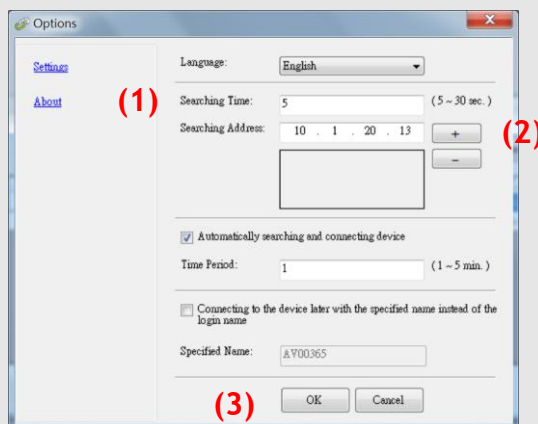 Options
Settings
About
Language: English
(1) Searching Time: 5 (5 ~ 30 sec.)
Searching Address: 10 . 1 . 20 . 13 + (2)
−
Automatically searching and connecting device
Time Period: 1 (1 ~ 5 min.)
Connecting to the device later with the specified name instead of the
login name
Specified Name: AV00365
(3) OK Cancel